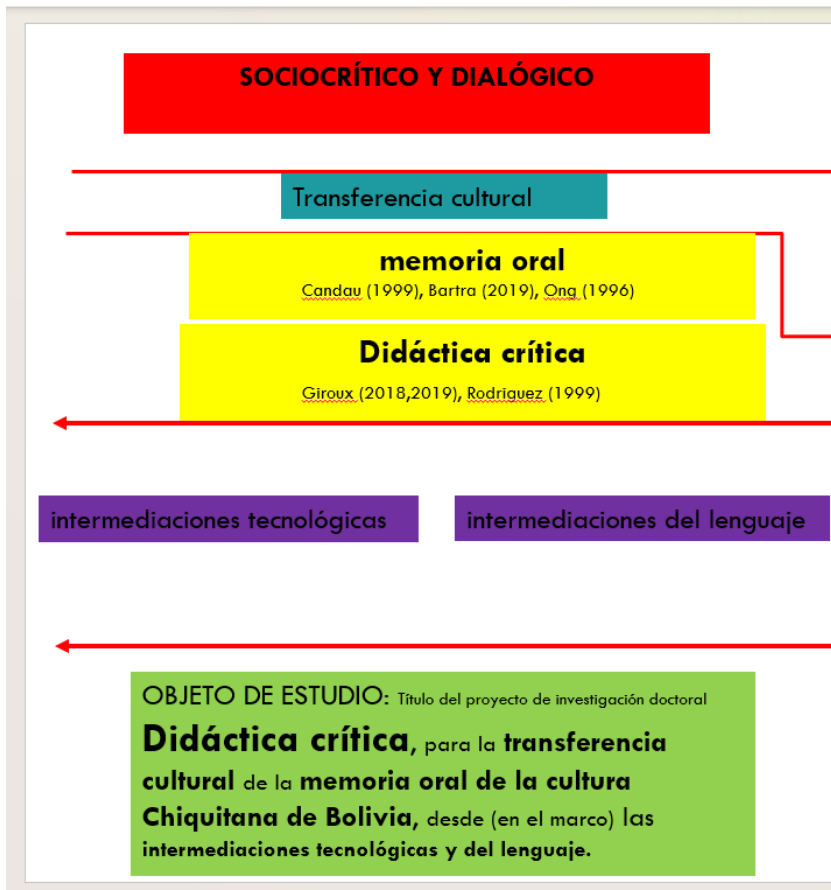 SOCIOCRÍTICO Y DIALÓGICO
Transferencia cultural
memoria oral
Candau (1999), Bartra (2019), Ong (1996)
Didáctica crítica
Giroux (2018,2019), Rodríguez (1999)
intermediaciones tecnológicas
intermediaciones del lenguaje
OBJETO DE ESTUDIO: Título del proyecto de investigación doctoral
Didáctica crítica, para la transferencia
cultural de la memoria oral de la cultura
Chiquitana de Bolivia, desde (en el marco) las
intermediaciones tecnológicas y del lenguaje.